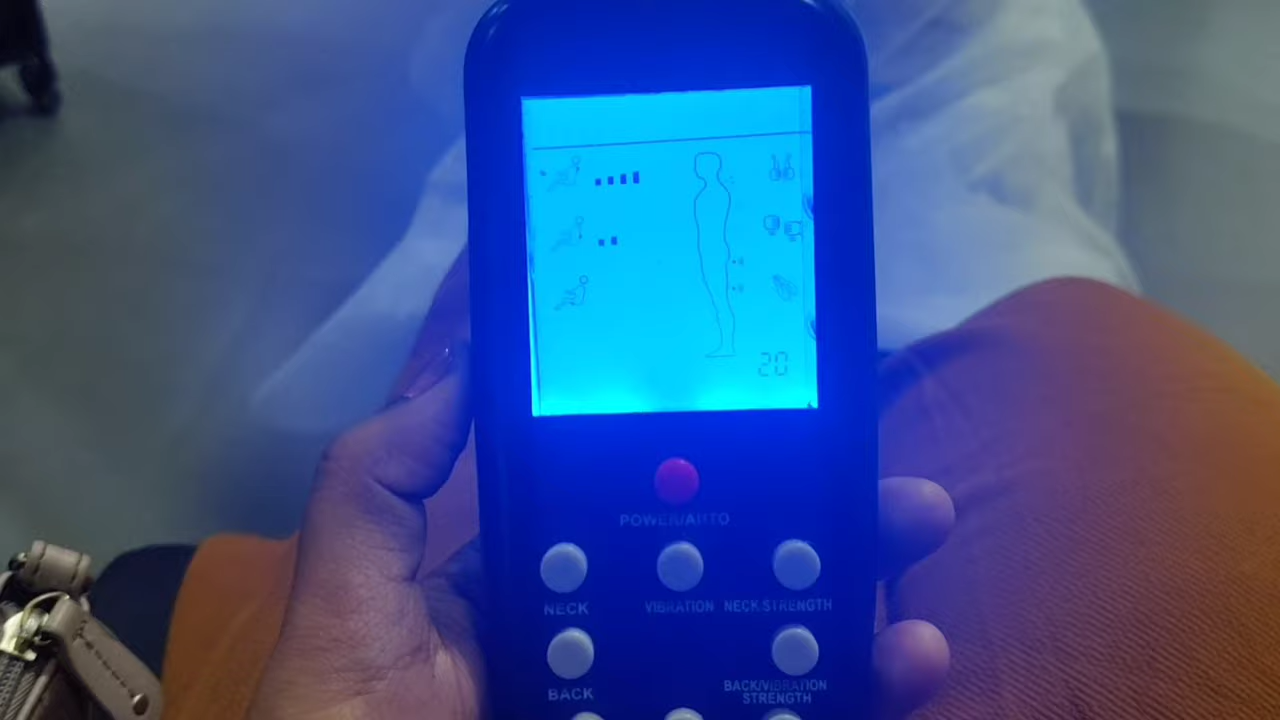 20
POWER/AUTO
NECK VIBRATION NECK STRENGTH
BACK BACK/VIBRATION
STRENGTH